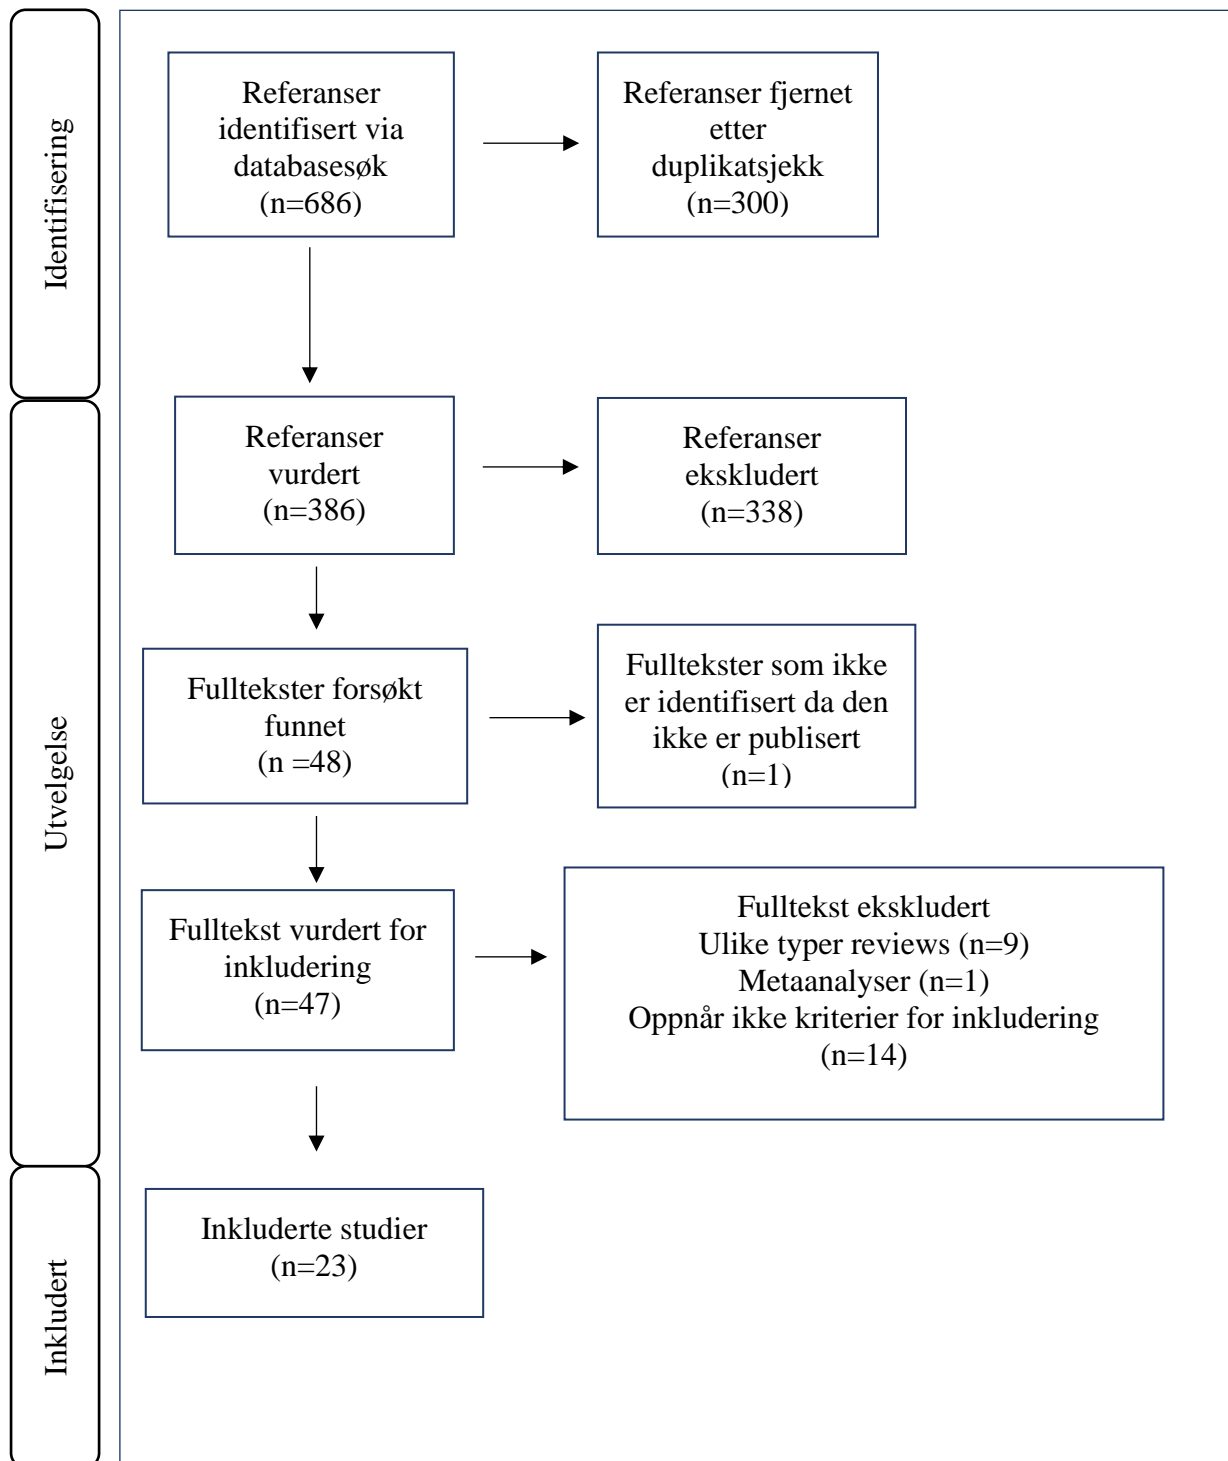 Identifisering
Referanser
identifisert via
databasesøk
(n=686)
Referanser fjernet
etter
duplikatsjekk
(n=300)
Utvelgelse
Referanser
vurdert
(n=386)
Referanser
ekskludert
(n=338)
Fulltekster forsøkt
funnet
(n =48)
Fulltekster som ikke
er identifisert da den
ikke er publisert
(n=1)
Fulltekst vurdert for
inkludering
(n=47)
Fulltekst ekskludert
Ulike typer reviews (n=9)
Metaanalyser (n=1)
Oppnår ikke kriterier for inkludering
(n=14)
Inkludert
Inkluderte studier
(n=23)